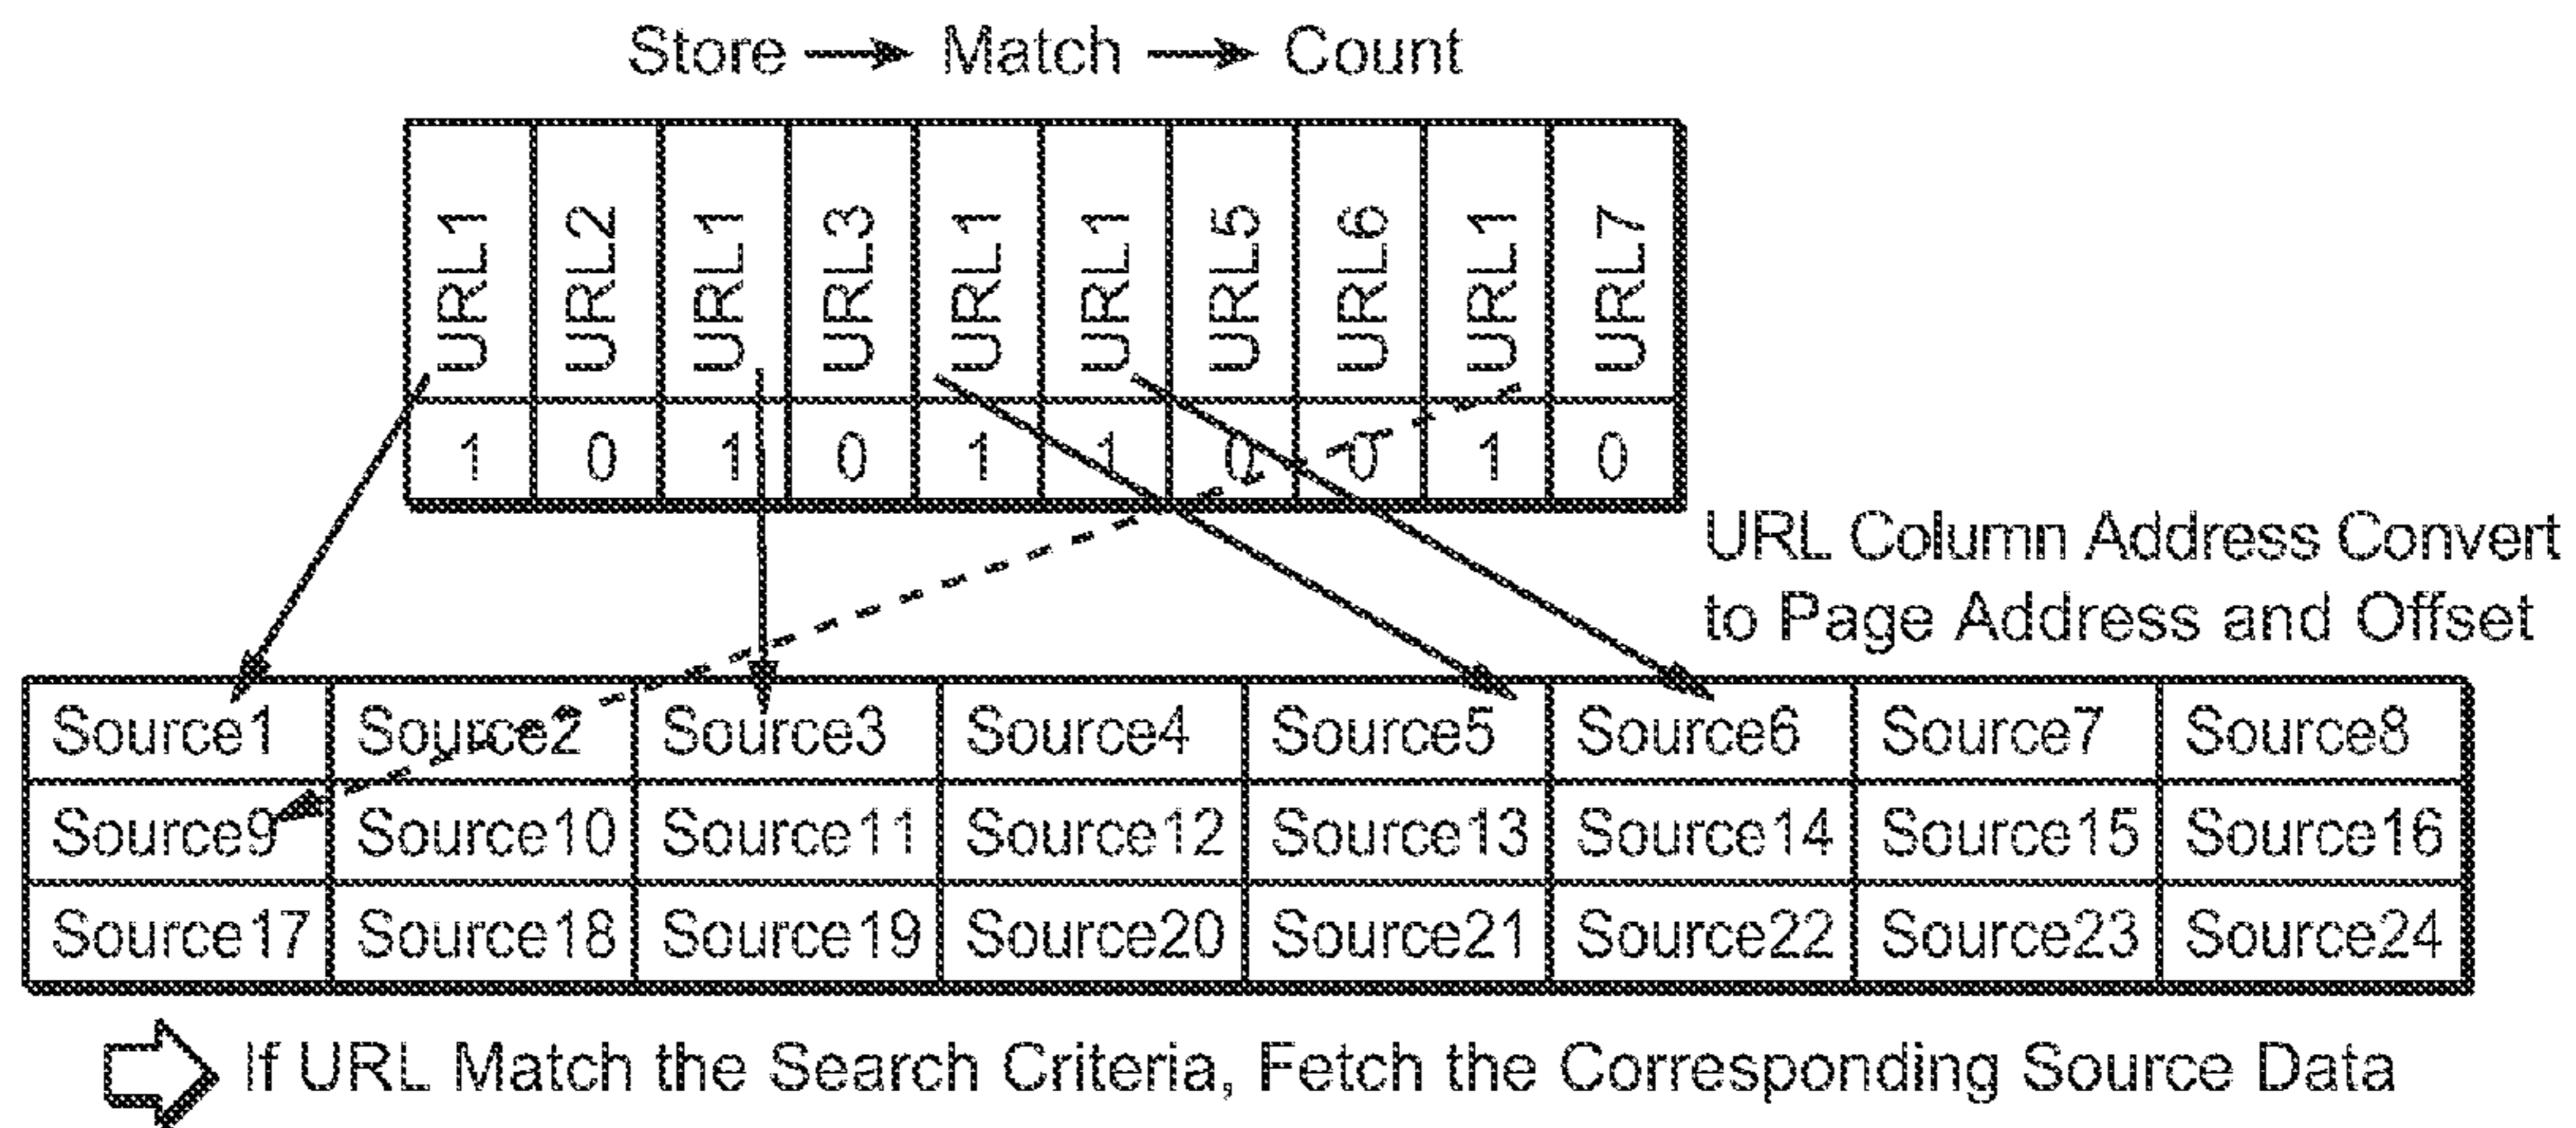 Store → Match → Count
URL1 URL2 URL1 URL3 URL1 URL1 URL5 URL6 URL1 URL7
1 0 1 0 1 1 0 0 1 0
URL Column Address Convert
to Page Address and Offset
Source1 Source2 Source3 Source4 Source5 Source6 Source7 Source8
Source9 Source10 Source11 Source12 Source13 Source14 Source15 Source16
Source17 Source18 Source19 Source20 Source21 Source22 Source23 Source24
If URL Match the Search Criteria, Fetch the Corresponding Source Data